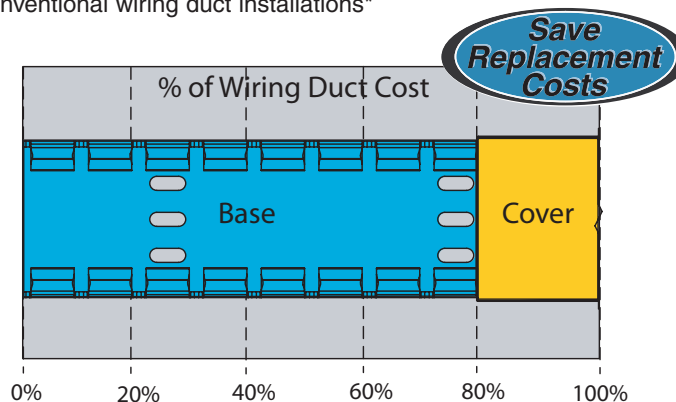 nventional wiring duct installations*
Save
Replacement
Costs
% of Wiring Duct Cost
Base
Cover
0% 20% 40% 60% 80% 100%